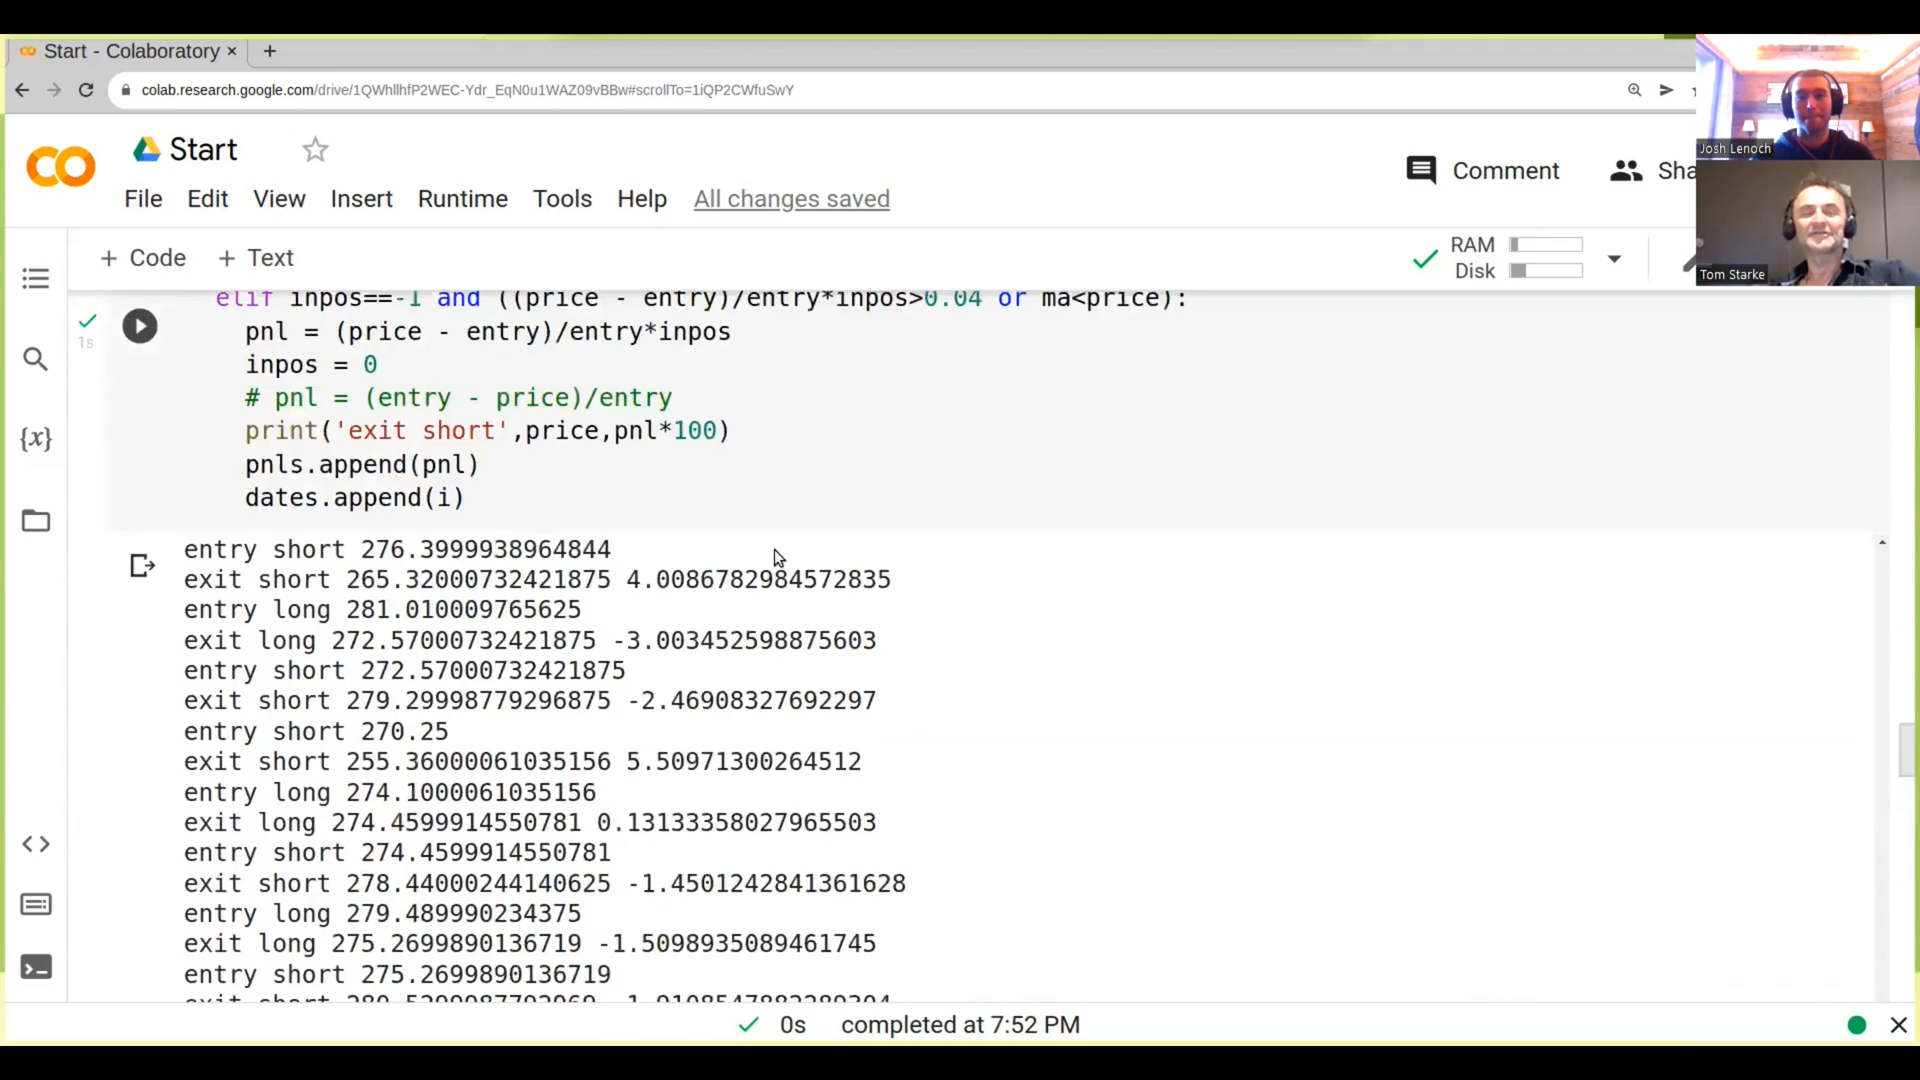 Start - Colaboratory
colab.research.google.com/drive/1QWhllhfP2WEC-Ydr_EqN0u1WAZ09vBBw#scrollTo=1iQP2CWfuSwY
Josh Lenoch
Start
Comment
Sha
File Edit View Insert Runtime Tools Help All changes saved
+ Code + Text
RAM
Disk
Tom Starke
elif inpos==-1 and ((price - entry)/entry*inpos>0.04 or ma<price):
1s
pnl = (price - entry)/entry*inpos
inpos = 0
# pnl = (entry - price)/entry
print('exit short',price,pnl*100)
pnls.append(pnl)
dates.append(i)
{x}
entry short 276.3999938964844
exit short 265.32000732421875 4.0086782984572835
entry long 281.010009765625
exit long 272.57000732421875 -3.003452598875603
entry short 272.57000732421875
exit short 279.29998779296875 -2.46908327692297
entry short 270.25
exit short 255.36000061035156 5.50971300264512
entry long 274.1000061035156
exit long 274.4599914550781 0.13133358027965503
entry short 274.4599914550781
exit short 278.44000244140625 -1.4501242841361628
entry long 279.489990234375
exit long 275.2699890136719 -1.5098935089461745
entry short 275.2699890136719
0s completed at 7:52 PM